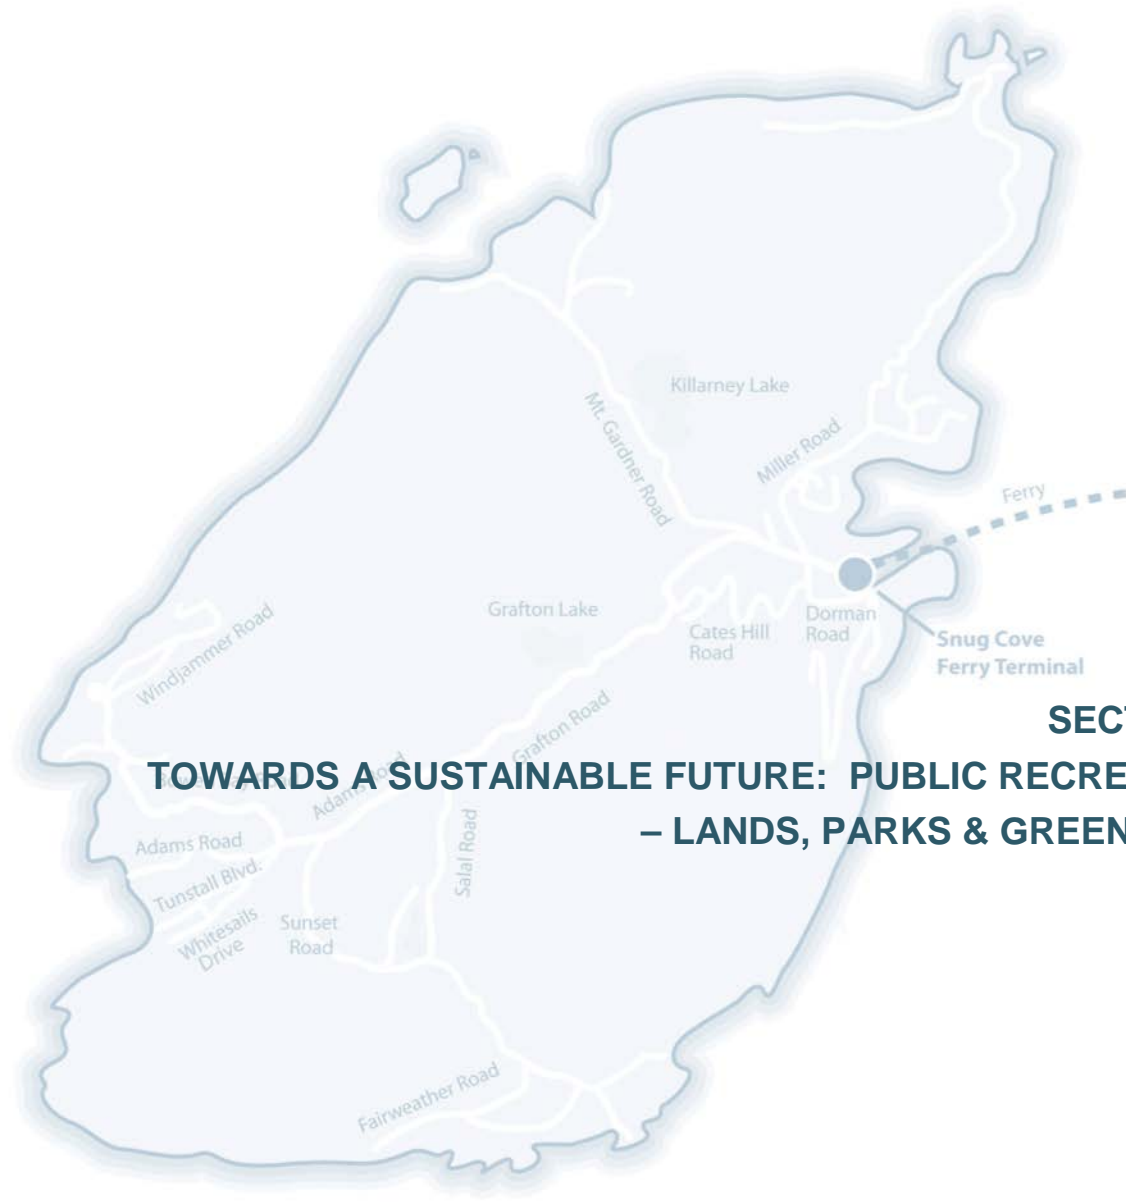 Killarney Lake
Mt. Gardner Road
Miller Road
Ferry
Grafton Lake
Cates Hill
Road
Dorman
Road
Snug Cove
Ferry Terminal
Windjammer Road
Grafton Road
SECT
TOWARDS A SUSTAINABLE FUTURE: PUBLIC RECRE
– LANDS, PARKS & GREEN
Adams Road
Adams Road
Salal Road
Tunstall Blvd.
Whitesails
Drive
Sunset
Road
Fairweather Road